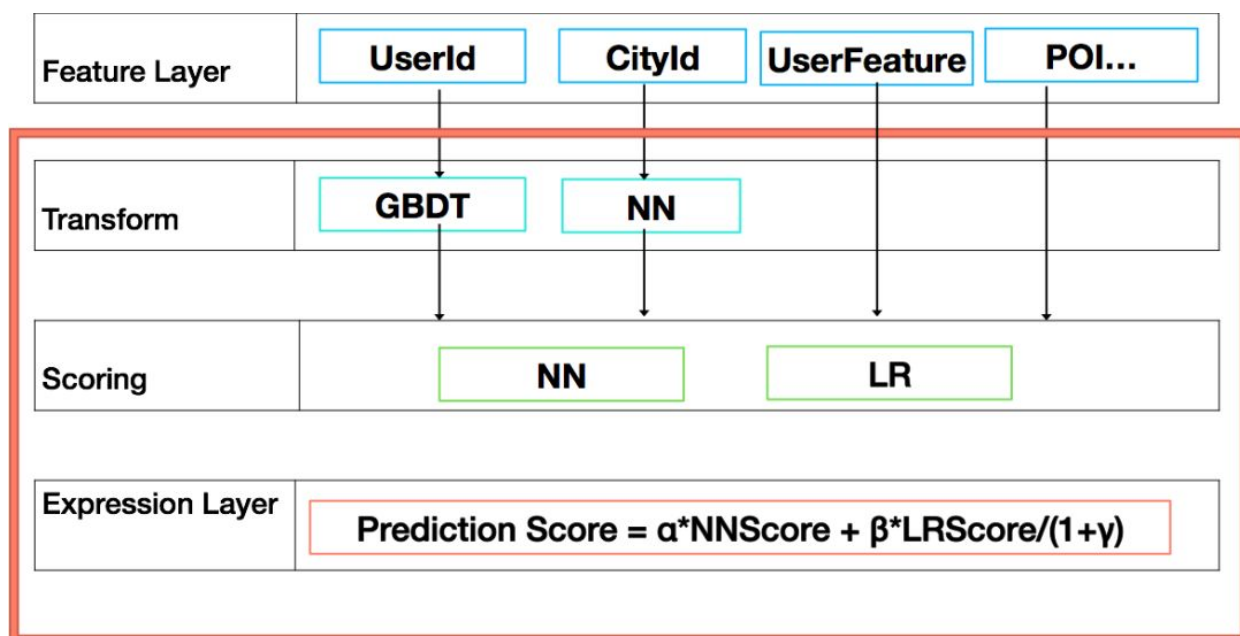 Feature Layer
UserId
CityId
UserFeature
POI...
Transform
GBDT
NN
Scoring
NN
LR
Expression Layer
Prediction Score = α*NNScore + β*LRScore/(1+γ)